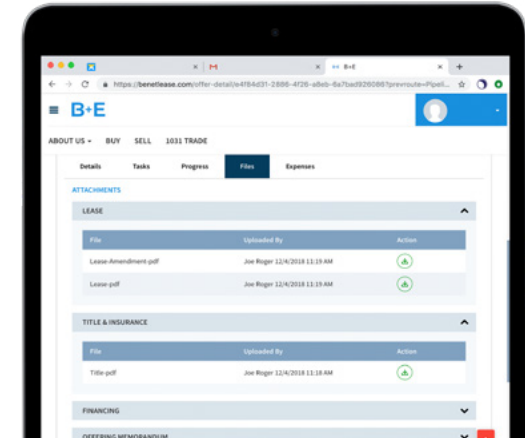 B+E
https://benetlease.com/offer-detail/e4f84d31-2886-4f26-a8eb-6a7bad926086?prevroute=Pipeli...
B+E
ABOUT US BUY SELL 1031 TRADE
Details Tasks Progress Files Expenses
ATTACHMENTS
LEASE
File Uploaded By Action
Lease-Amendment-pdf Joe Roger 12/4/2018 11:19 AM
Lease-pdf Joe Roger 12/4/2018 11:19 AM
TITLE & INSURANCE
File Uploaded By Action
Title-pdf Joe Roger 12/4/2018 11:18 AM
FINANCING
OFFERING MEMORANDUM